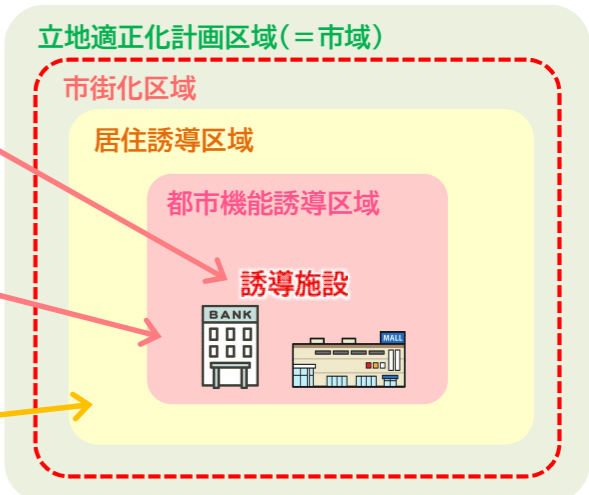 立地適正化計画区域(＝市域)
市街化区域
居住誘導区域
都市機能誘導区域
誘導施設
BANK
MALL